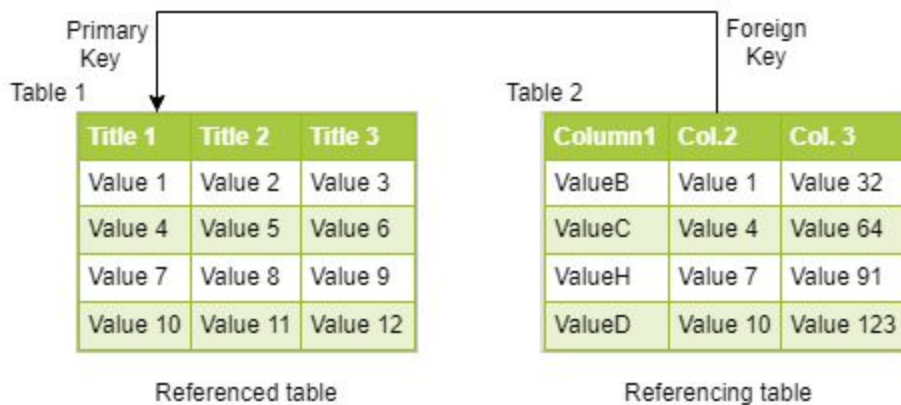 Primary
Key
Foreign
Key
Table 1
Table 2
Title 1 Title 2 Title 3
Value 1 Value 2 Value 3
Value 4 Value 5 Value 6
Value 7 Value 8 Value 9
Value 10 Value 11 Value 12
Referenced table
Column1 Col.2 Col. 3
ValueB Value 1 Value 32
ValueC Value 4 Value 64
ValueH Value 7 Value 91
ValueD Value 10 Value 123
Referencing table